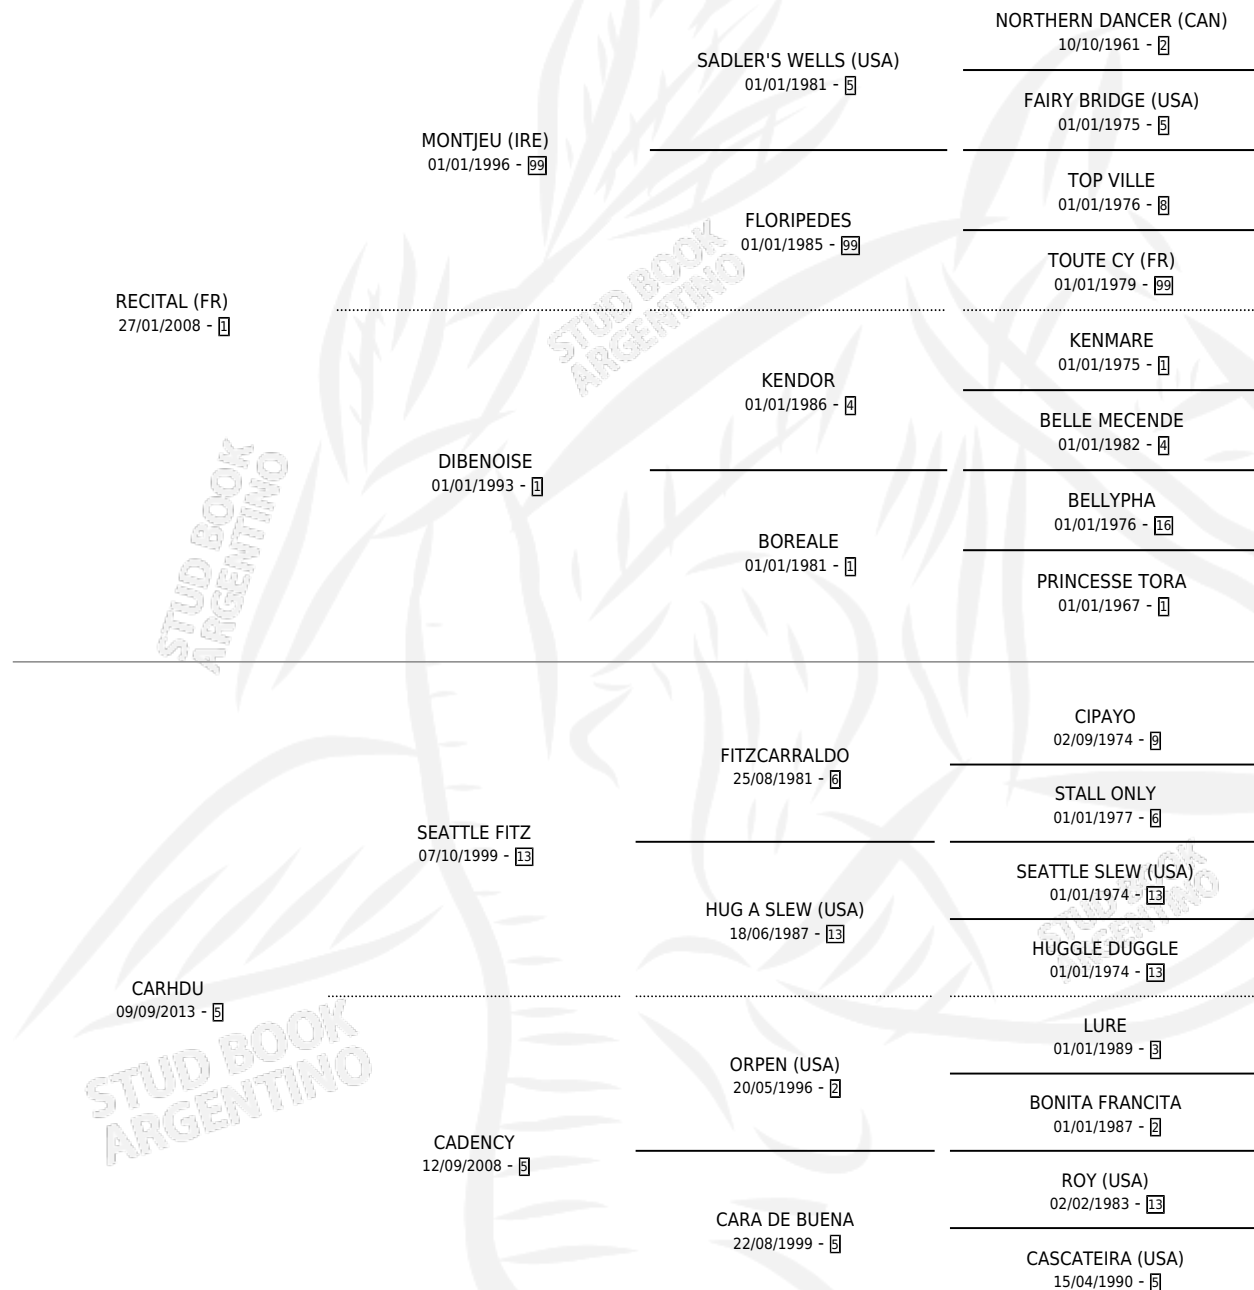 NORTHERN DANCER (CAN)
10/10/1961 - 2
SADLER'S WELLS (USA)
01/01/1981 - 5
FAIRY BRIDGE (USA)
01/01/1975 - 5
MONTJEU (IRE)
01/01/1996 - 99
TOP VILLE
01/01/1976 - 8
FLORIPEDES
01/01/1985 - 99
TOUTE CY (FR)
01/01/1979 - 99
RECITAL (FR)
27/01/2008 - 1
KENMARE
01/01/1975 - 1
KENDOR
01/01/1986 - 4
BELLE MECENDE
01/01/1982 - 4
DIBENOISE
01/01/1993 - 1
BELLYPHA
01/01/1976 - 16
BOREALE
01/01/1981 - 1
PRINCESSE TORA
01/01/1967 - 1
CIPAYO
02/09/1974 - 9
FITZCARRALDO
25/08/1981 - 6
STALL ONLY
01/01/1977 - 6
SEATTLE FITZ
07/10/1999 - 13
SEATTLE SLEW (USA)
01/01/1974 - 13
HUG A SLEW (USA)
18/06/1987 - 13
HUGGLE DUGGLE
01/01/1974 - 13
CARHDU
09/09/2013 - 5
LURE
01/01/1989 - 3
ORPEN (USA)
20/05/1996 - 2
BONITA FRANCITA
01/01/1987 - 2
CADENCY
12/09/2008 - 5
ROY (USA)
02/02/1983 - 13
CARA DE BUENA
22/08/1999 - 5
CASCATEIRA (USA)
15/04/1990 - 5
STUD BOOK
ARGENTINO
STUD BOOK
ARGENTINO
STUD BOOK
ARGENTINO
STUD BOOK
ARGENTINO